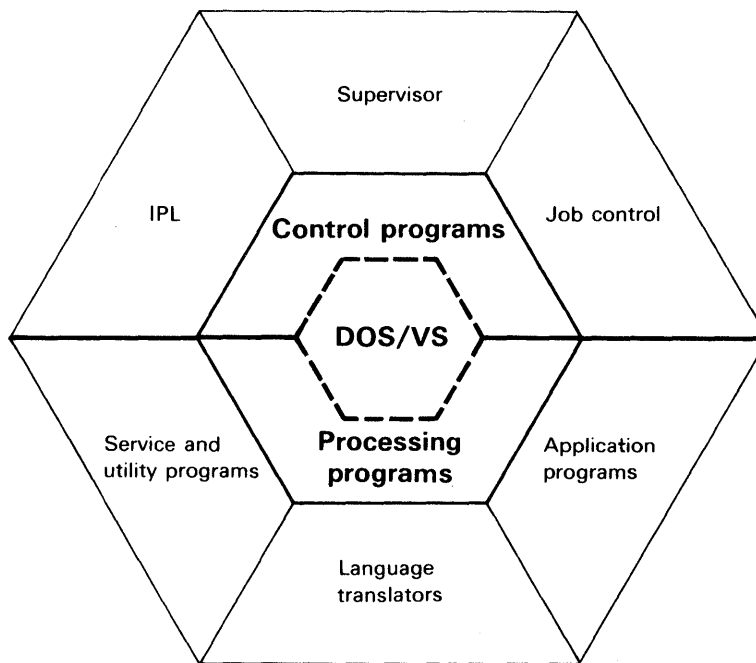 Supervisor
IPL
Job control
Control programs
DOS/VS
Processing
programs
Service and
utility programs
Application
programs
Language
translators